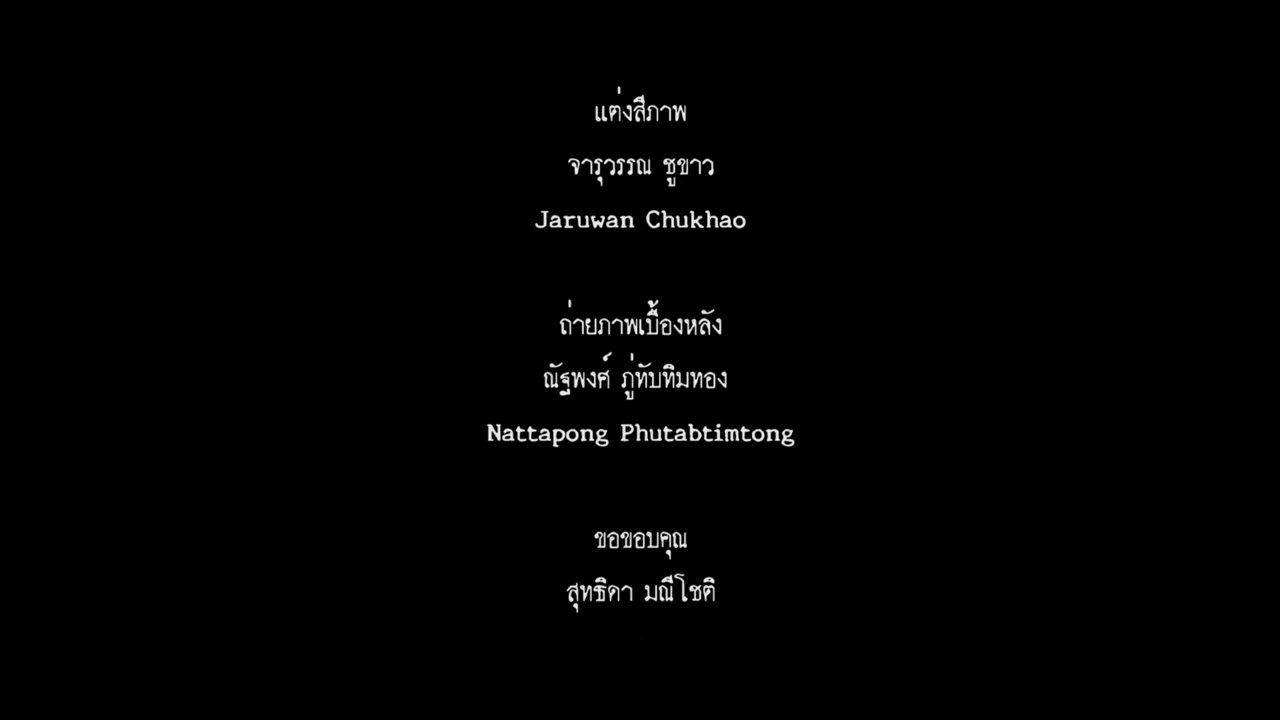 แต่งสีภาพ
จารุวรรณ ชูขาว
Jaruwan Chukhao
ถ่ายภาพเบื้องหลัง
ณัฐพงศ์ ภู่ทับทิมทอง
Nattapong Phutabtimtong
ขอขอบคุณ
สุทธิดา มณีโชติ